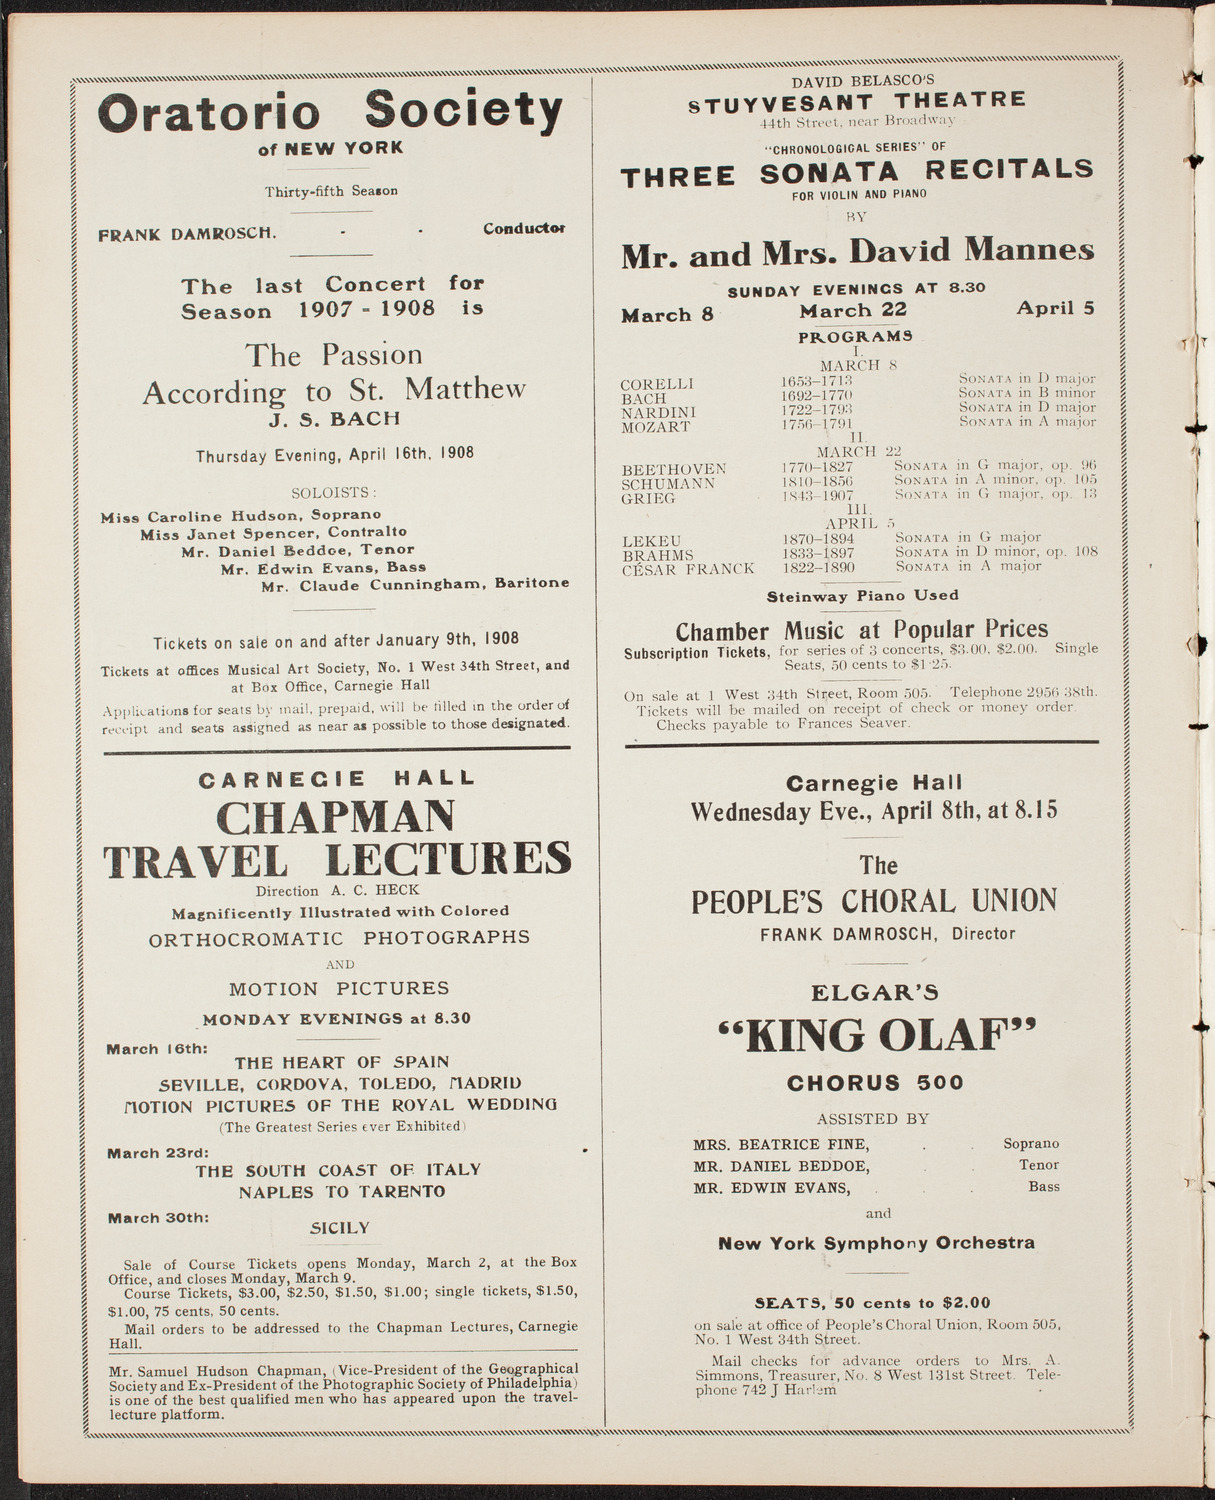 Oratorio Society
of NEW YORK
Thirty-fifth Season
FRANK DAMROSCH. - - Conductor
The last Concert for
Season 1907 - 1908 is
The Passion
According to St. Matthew
J. S. BACH
Thursday Evening, April 16th, 1908
SOLOISTS:
Miss Caroline Hudson, Soprano
Miss Janet Spencer, Contralto
Mr. Daniel Beddoe, Tenor
Mr. Edwin Evans, Bass
Mr. Claude Cunningham, Baritone
Tickets on sale on and after January 9th, 1908
Tickets at offices Musical Art Society, No. 1 West 34th Street, and
at Box Office, Carnegie Hall
Applications for seats by mail, prepaid, will be filled in the order of
receipt and seats assigned as near as possible to those designated.
CARNEGIE HALL
CHAPMAN
TRAVEL LECTURES
Direction A. C. HECK
Magnificently Illustrated with Colored
ORTHOCROMATIC PHOTOGRAPHS
AND
MOTION PICTURES
MONDAY EVENINGS at 8.30
March 16th:
THE HEART OF SPAIN
SEVILLE, CORDOVA, TOLEDO, MADRID
MOTION PICTURES OF THE ROYAL WEDDING
(The Greatest Series ever Exhibited)
March 23rd:
THE SOUTH COAST OF ITALY
NAPLES TO TARENTO
March 30th:
SICILY
Sale of Course Tickets opens Monday, March 2, at the Box
Office, and closes Monday, March 9.
Course Tickets, $3.00, $2.50, $1.50, $1.00; single tickets, $1.50,
$1.00, 75 cents, 50 cents.
Mail orders to be addressed to the Chapman Lectures, Carnegie
Hall.
Mr. Samuel Hudson Chapman, (Vice-President of the Geographical
Society and Ex-President of the Photographic Society of Philadelphia)
is one of the best qualified men who has appeared upon the travel-
lecture platform.
DAVID BELASCO'S
STUYVESANT THEATRE
44th Street, near Broadway
"CHRONOLOGICAL SERIES" OF
THREE SONATA RECITALS
FOR VIOLIN AND PIANO
BY
Mr. and Mrs. David Mannes
SUNDAY EVENINGS AT 8.30
March 8 March 22 April 5
PROGRAMS
I.
MARCH 8
CORELLI 1653-1713 SONATA in D major
BACH 1692-1770 SONATA in B minor
NARDINI 1722-1793 SONATA in D major
MOZART 1756-1791 SONATA in A major
II.
MARCH 22
BEETHOVEN 1770-1827 SONATA in G major, op. 96
SCHUMANN 1810-1856 SONATA in A minor, op. 105
GRIEG 1843-1907 SONATA in G major, op. 13
III.
APRIL 5
LEKEU 1870-1894 SONATA in G major
BRAHMS 1833-1897 SONATA in D minor, op. 108
CÉSAR FRANCK 1822-1890 SONATA in A major
Steinway Piano Used
Chamber Music at Popular Prices
Subscription Tickets, for series of 3 concerts, $3.00, $2.00. Single
Seats, 50 cents to $1.25.
On sale at 1 West 34th Street, Room 505. Telephone 2956 38th.
Tickets will be mailed on receipt of check or money order.
Checks payable to Frances Seaver.
Carnegie Hall
Wednesday Eve., April 8th, at 8.15
The
PEOPLE'S CHORAL UNION
FRANK DAMROSCH, Director
ELGAR'S
"KING OLAF"
CHORUS 500
ASSISTED BY
MRS. BEATRICE FINE, . . Soprano
MR. DANIEL BEDDOE, . . Tenor
MR. EDWIN EVANS, . . . Bass
and
New York Symphony Orchestra
SEATS, 50 cents to $2.00
on sale at office of People's Choral Union, Room 505,
No. 1 West 34th Street.
Mail checks for advance orders to Mrs. A.
Simmons, Treasurer, No. 8 West 131st Street. Tele-
phone 742 J Harlem